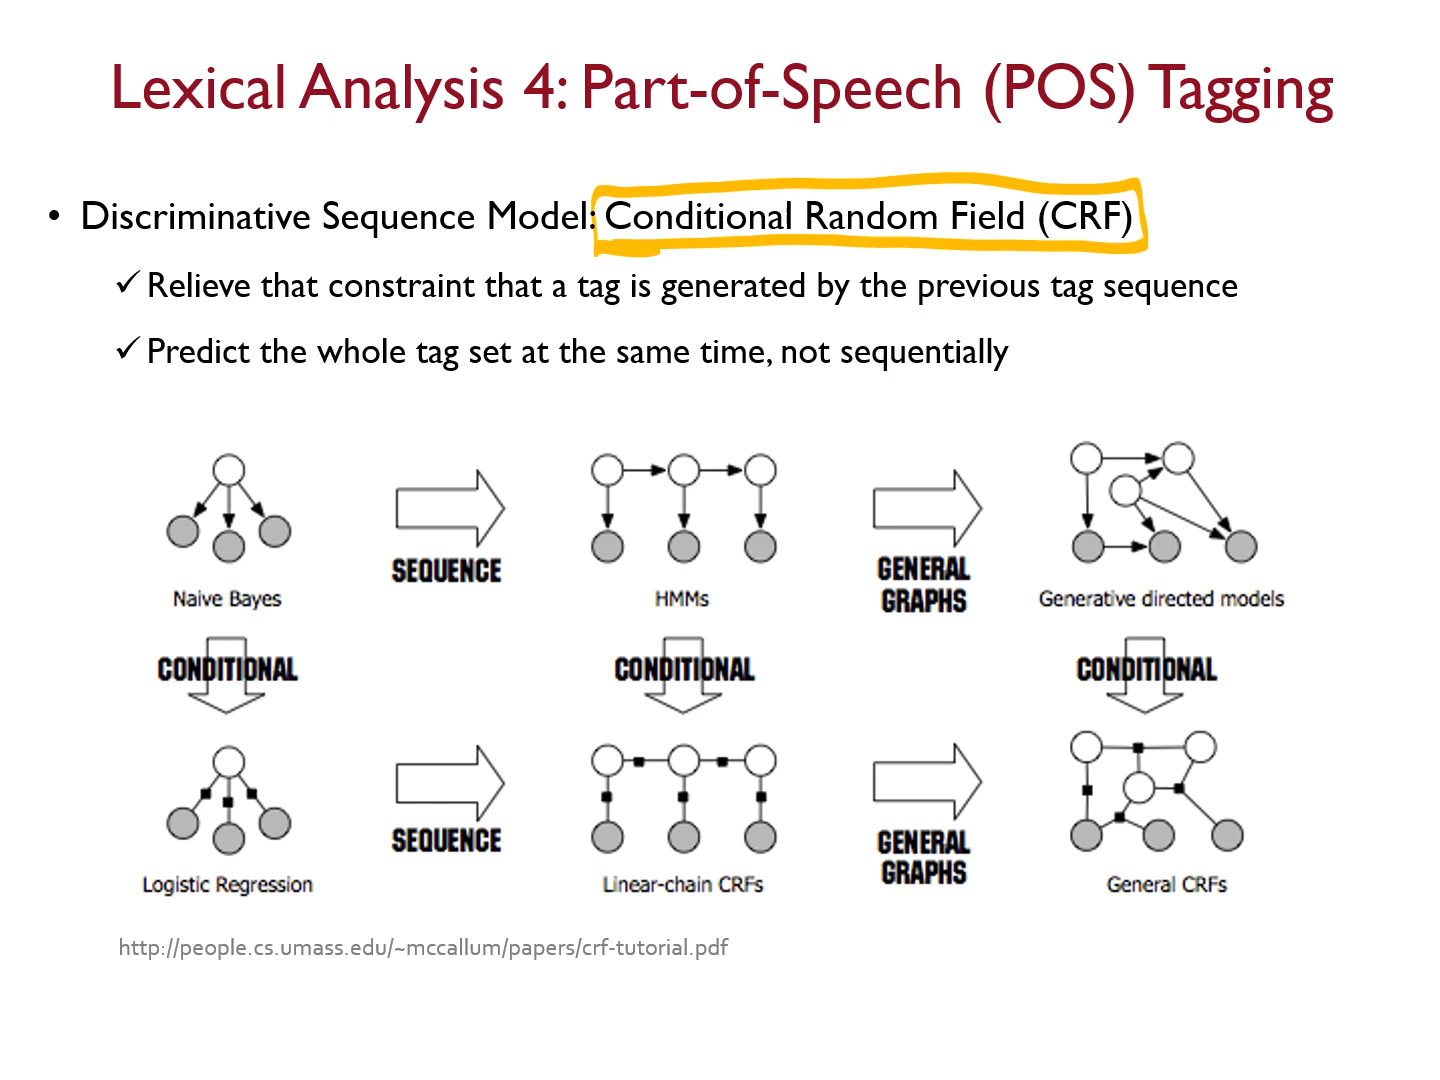 Lexical Analysis 4: Part-of-Speech (POS) Tagging
• Discriminative Sequence Model: Conditional Random Field (CRF)
✓ Relieve that constraint that a tag is generated by the previous tag sequence
✓ Predict the whole tag set at the same time, not sequentially
SEQUENCE
GENERAL
GRAPHS
Naive Bayes
HMMs
Generative directed models
CONDITIONAL
CONDITIONAL
CONDITIONAL
SEQUENCE
GENERAL
GRAPHS
Logistic Regression
Linear-chain CRFs
General CRFs
http://people.cs.umass.edu/~mccallum/papers/crf-tutorial.pdf